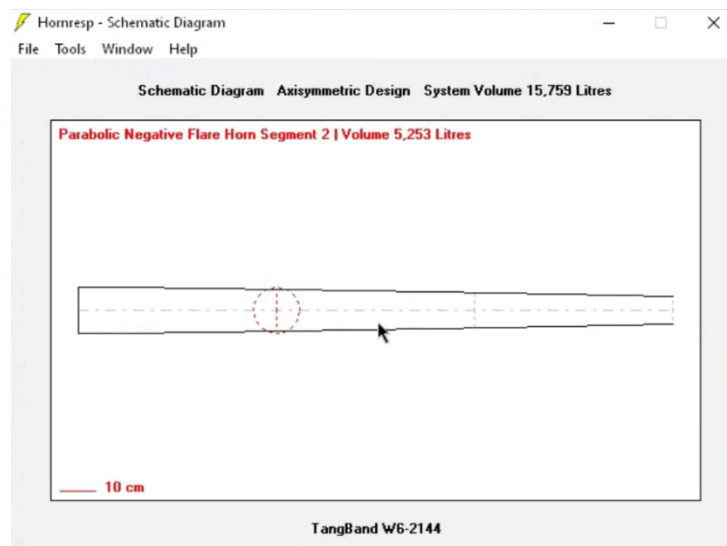 Hornresp - Schematic Diagram
File Tools Window Help
Schematic Diagram Axisymmetric Design System Volume 15,759 Litres
Parabolic Negative Flare Horn Segment 2 | Volume 5,253 Litres
10 cm
TangBand W6-2144